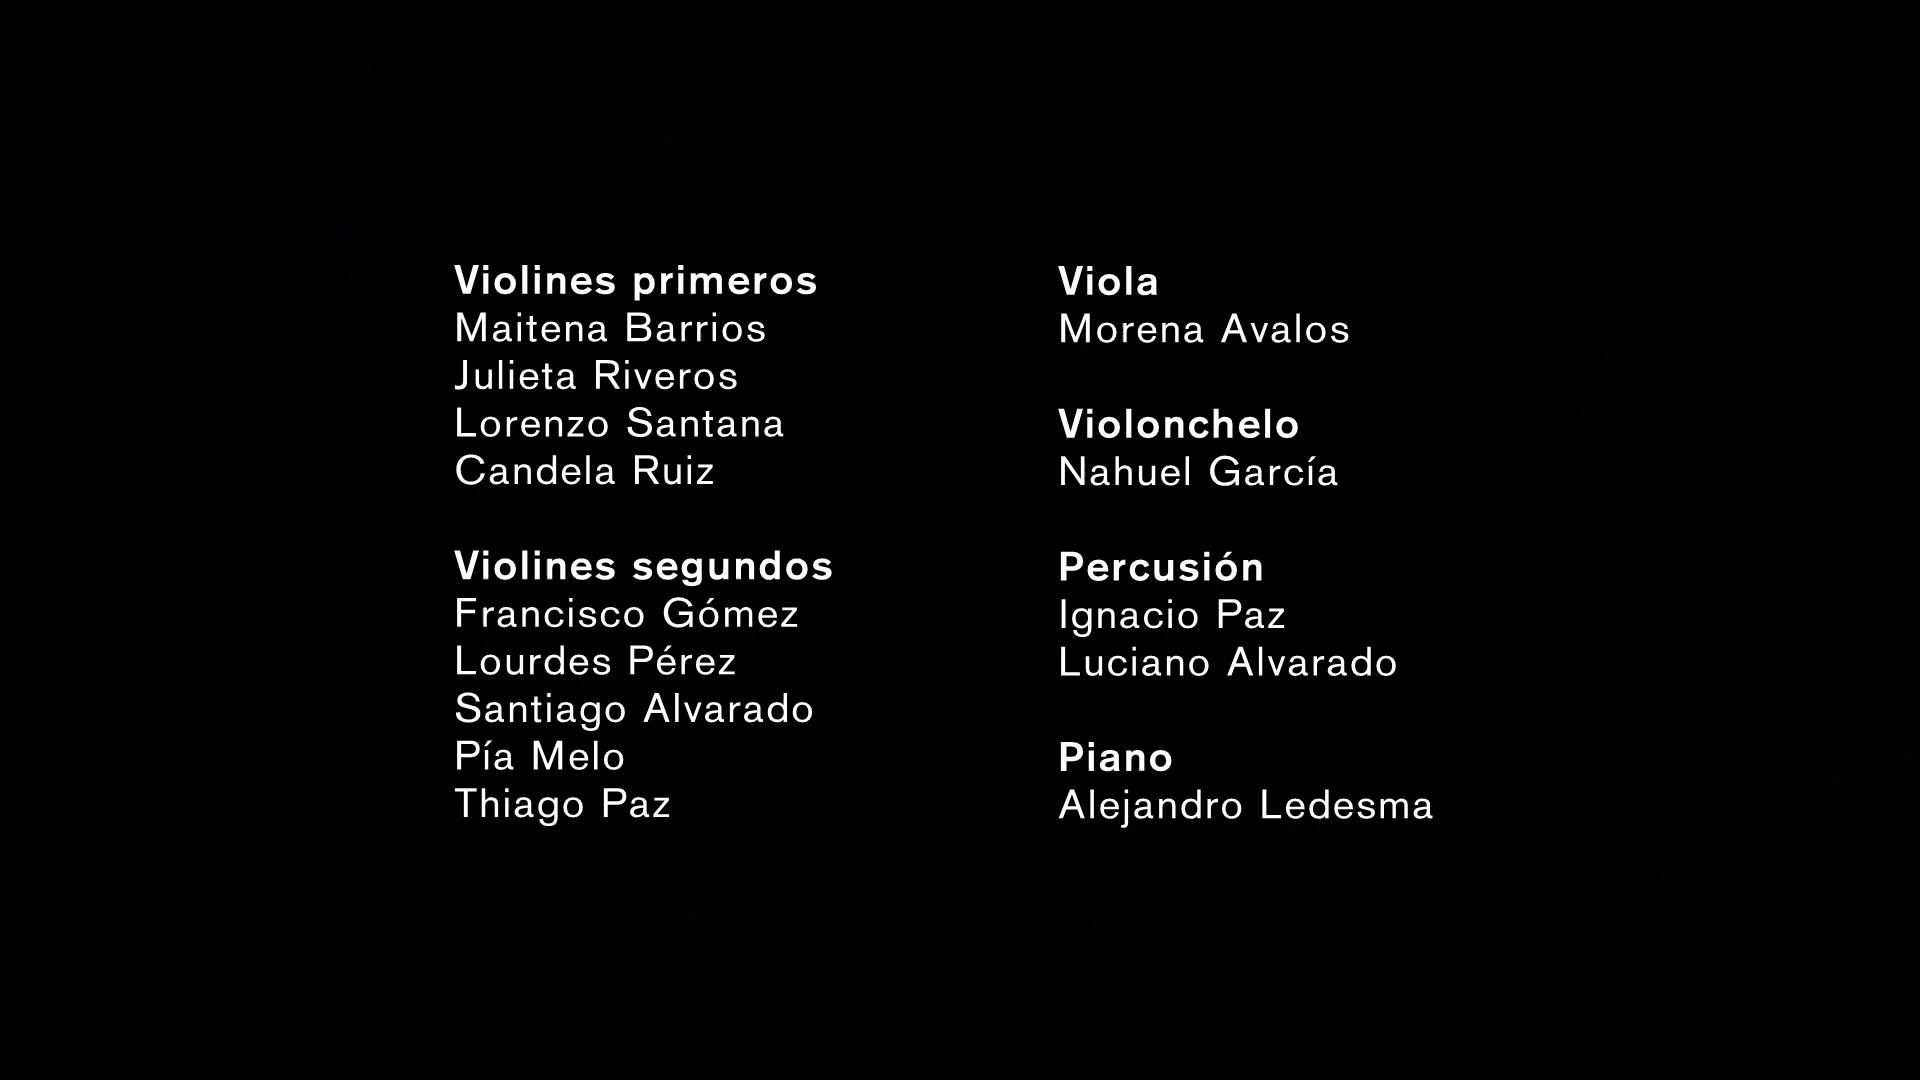 Violines primeros
Maitena Barrios
Julieta Riveros
Lorenzo Santana
Candela Ruiz
Violines segundos
Francisco Gómez
Lourdes Pérez
Santiago Alvarado
Pía Melo
Thiago Paz
Viola
Morena Avalos
Violonchelo
Nahuel García
Percusión
Ignacio Paz
Luciano Alvarado
Piano
Alejandro Ledesma